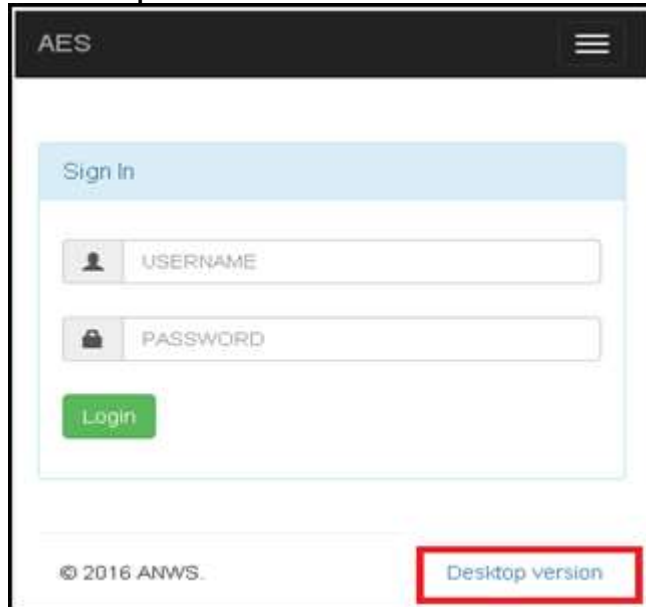 AES
Sign In
USERNAME
PASSWORD
Login
© 2016 ANWS.
Desktop version